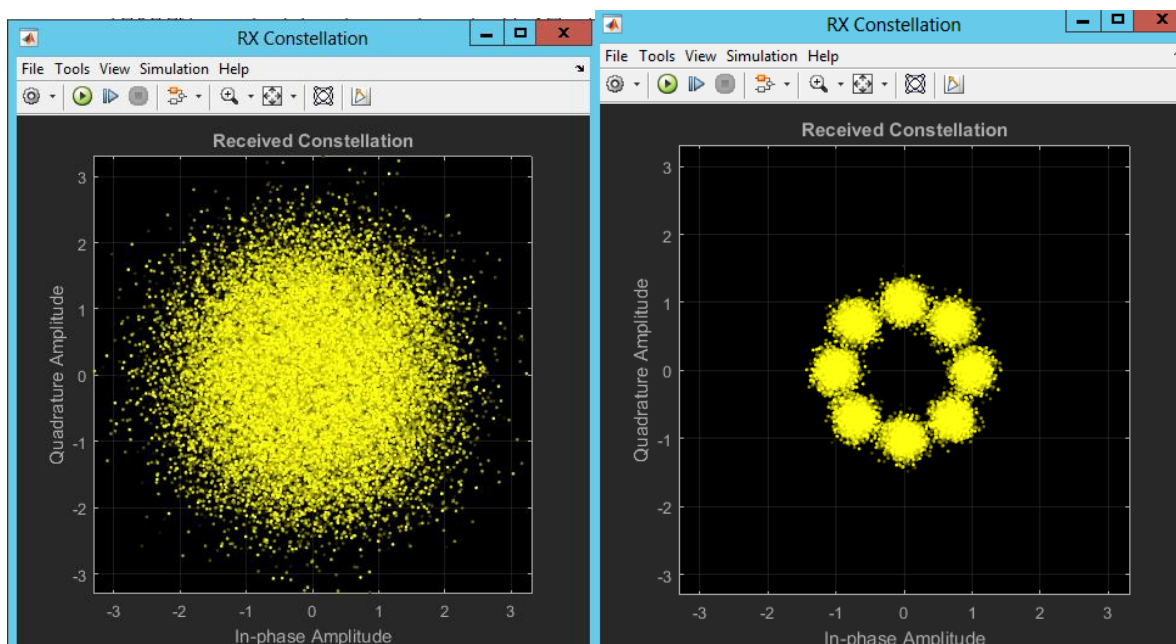 RX Constellation
File Tools View Simulation Help
Received Constellation
Quadrature Amplitude
3
2
1
0
-1
-2
-3
-3 -2 -1 0 1 2 3
In-phase Amplitude
RX Constellation
File Tools View Simulation Help
Received Constellation
Quadrature Amplitude
3
2
1
0
-1
-2
-3
-3 -2 -1 0 1 2 3
In-phase Amplitude